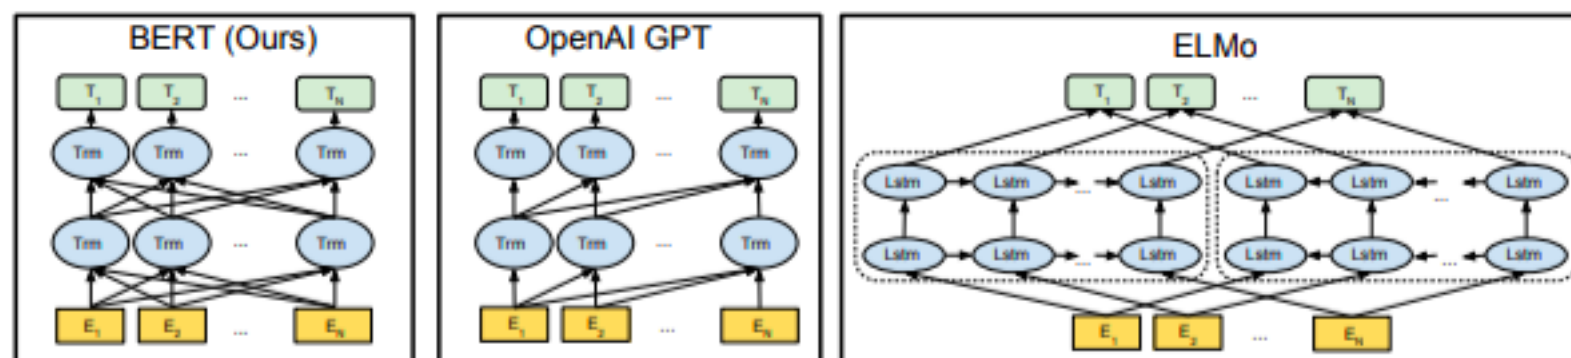 BERT (Ours)
T1 T2 ... TN
Trm Trm ... Trm
Trm Trm ... Trm
E1 E2 ... EN
OpenAI GPT
T1 T2 .... TN
Trm Trm .... Trm
Trm Trm .... Trm
E1 E2 ... EN
ELMo
T1 T2 ... TN
Lstm Lstm .... Lstm Lstm Lstm ... Lstm
Lstm Lstm .... Lstm Lstm Lstm ... Lstm
E1 E2 ... EN